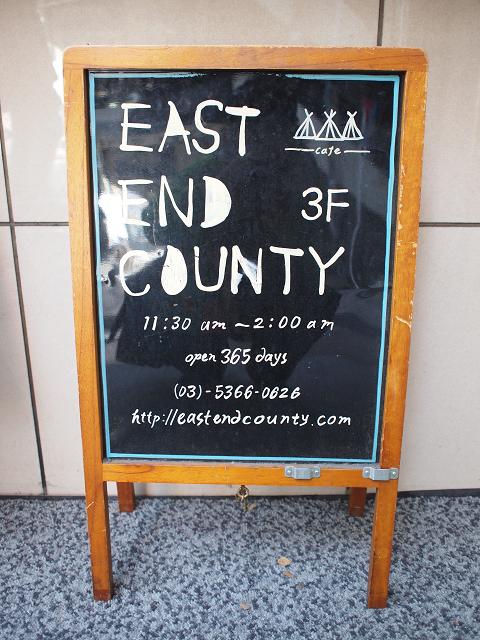 EAST
cafe
END 3F
COUNTY
11:30 am ~ 2:00 am
open 365 days
(03)-5366-0626
http://eastendcounty.com